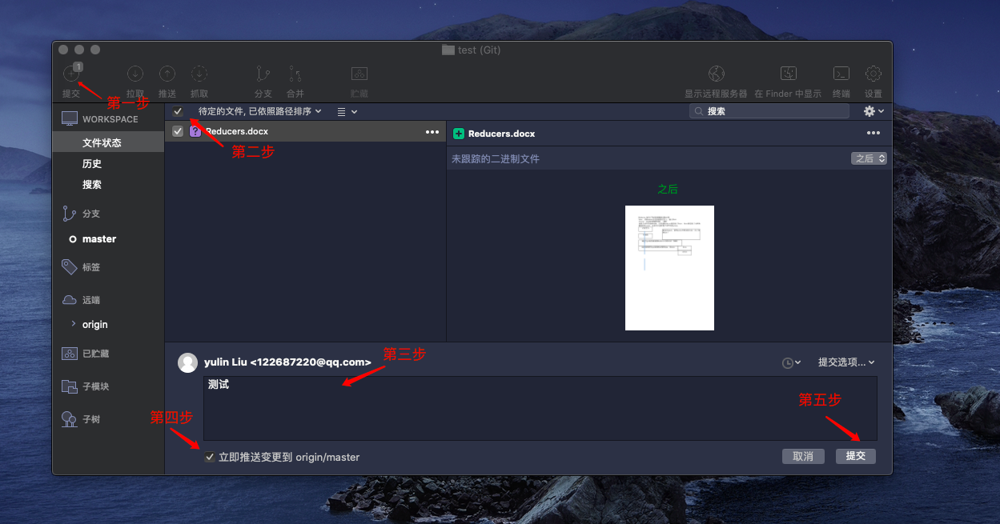 test (Git)
1
提交
拉取
推送
抓取
分支
合并
贮藏
显示远程服务器
在 Finder 中显示
终端
设置
第一步
WORKSPACE
文件状态
历史
搜索
分支
master
标签
远端
origin
已贮藏
子模块
子树
待定的文件, 已依照路径排序
搜索
? Reducers.docx
第二步
Reducers.docx
未跟踪的二进制文件
之后
之后
yulin Liu <122687220@qq.com>
第三步
提交选项...
测试
第四步
第五步
立即推送变更到 origin/master
取消
提交